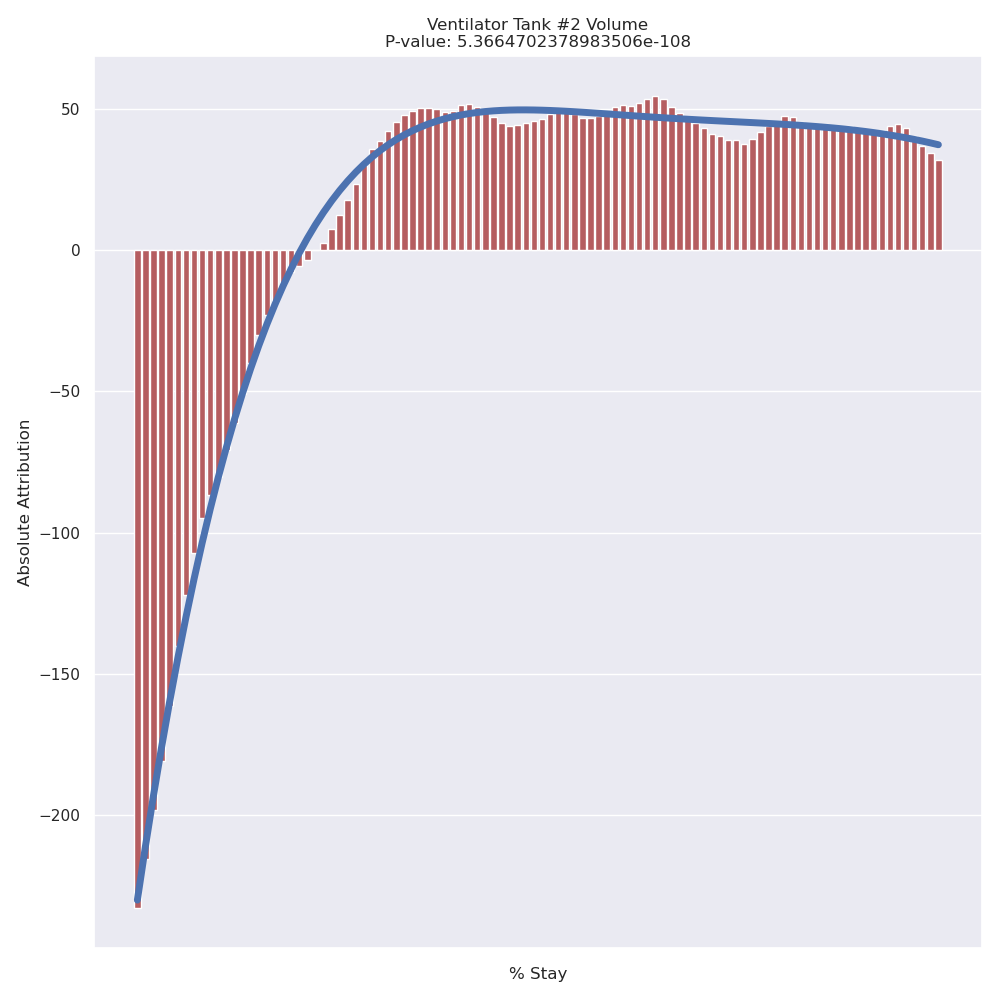 Ventilator Tank #2 Volume
P-value: 5.3664702378983506e-108
50
0
−50
−100
−150
−200
Absolute Attribution
% Stay